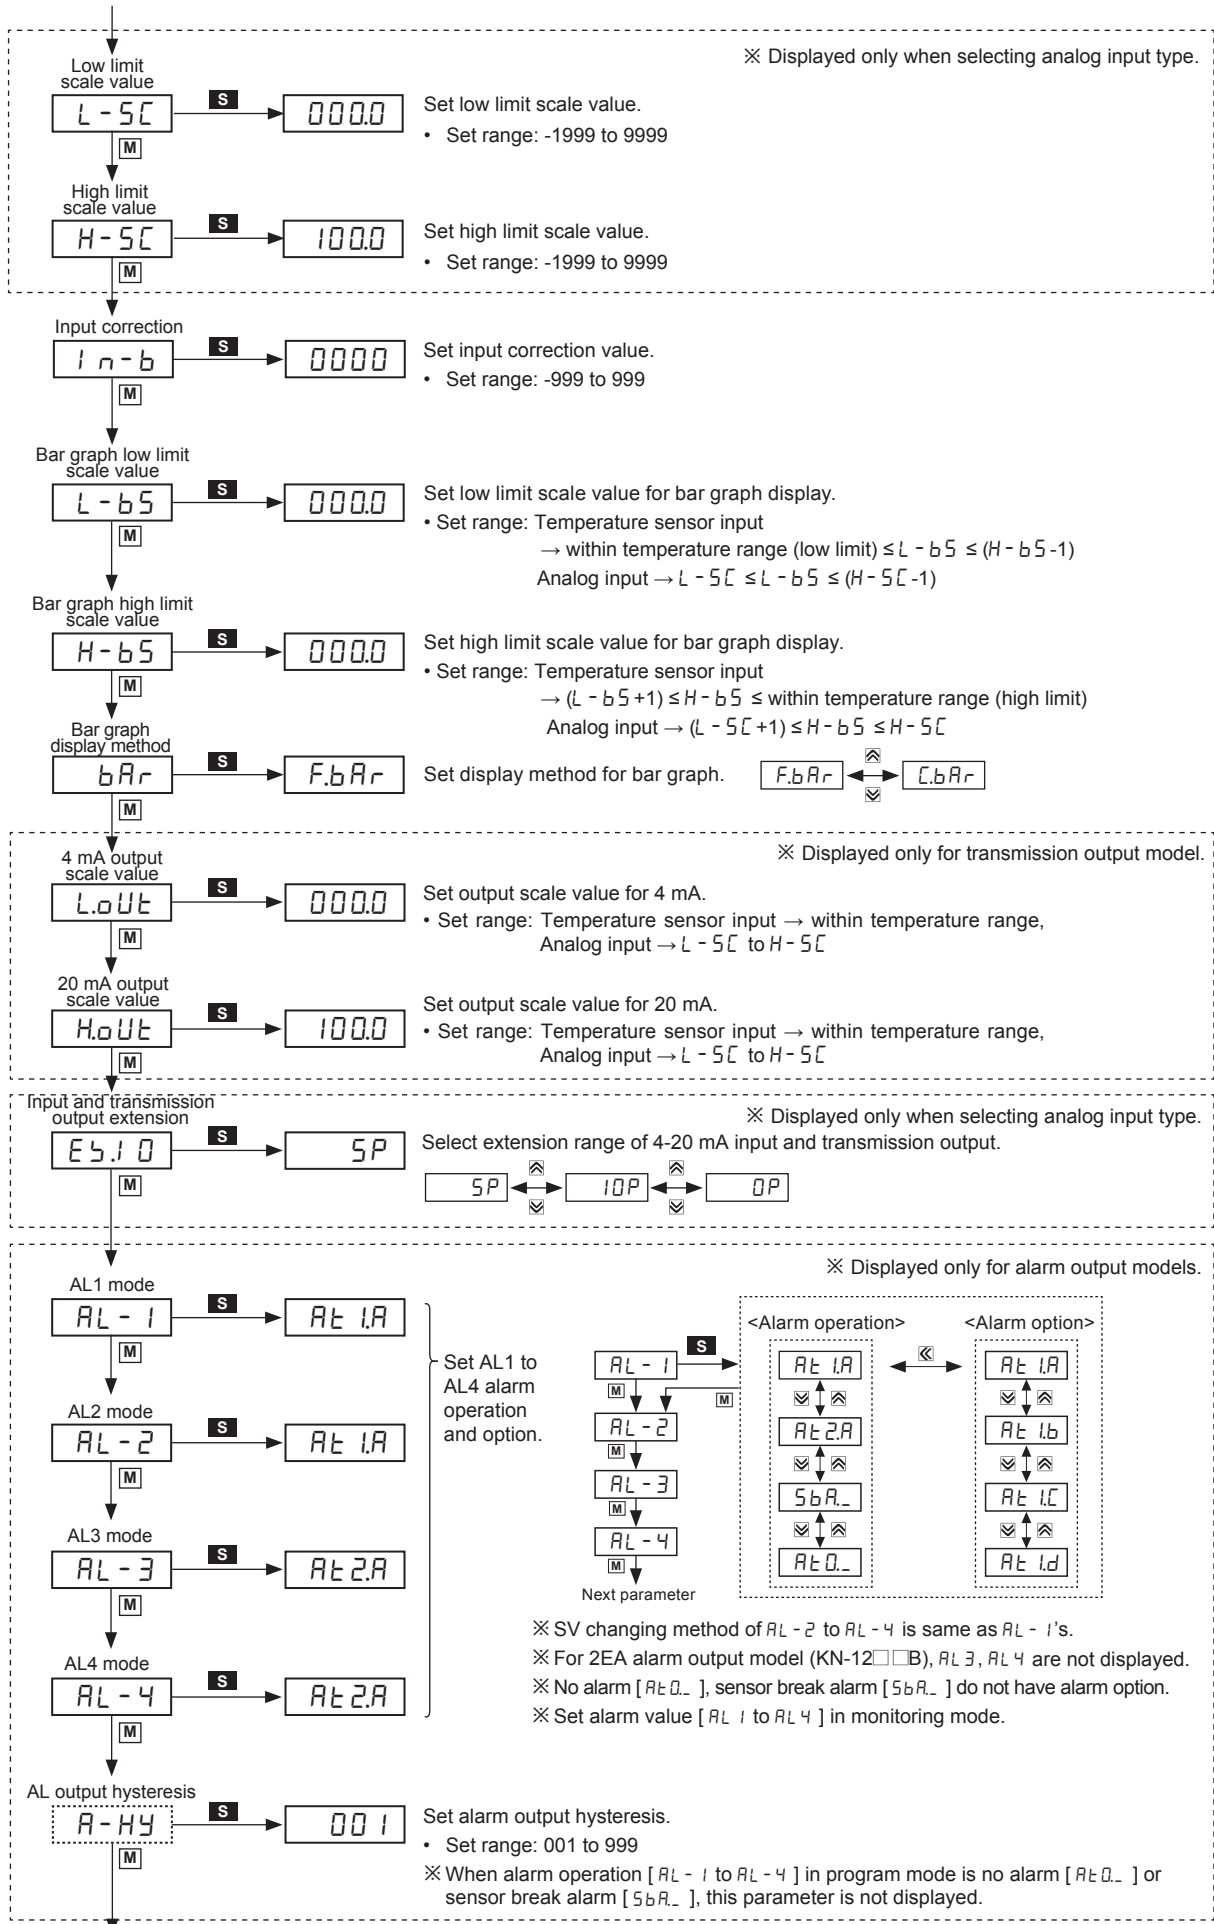 ※ Displayed only when selecting analog input type.
Low limit
scale value
L-SC
S
000.0
Set low limit scale value.
• Set range: -1999 to 9999
M
High limit
scale value
H-SC
S
100.0
Set high limit scale value.
• Set range: -1999 to 9999
M
Input correction
In-b
S
0000
Set input correction value.
• Set range: -999 to 999
M
Bar graph low limit
scale value
L-bS
S
000.0
Set low limit scale value for bar graph display.
• Set range: Temperature sensor input
→ within temperature range (low limit) ≤ L-bS ≤ (H-bS-1)
Analog input → L-SC ≤ L-bS ≤ (H-SC-1)
M
Bar graph high limit
scale value
H-bS
S
000.0
Set high limit scale value for bar graph display.
• Set range: Temperature sensor input
→ (L-bS+1) ≤ H-bS ≤ within temperature range (high limit)
Analog input → (L-SC+1) ≤ H-bS ≤ H-SC
M
Bar graph
display method
bAr
S
F.bAr
Set display method for bar graph.
F.bAr
C.bAr
M
※ Displayed only for transmission output model.
4 mA output
scale value
L.oUt
S
000.0
Set output scale value for 4 mA.
• Set range: Temperature sensor input → within temperature range,
Analog input → L-SC to H-SC
M
20 mA output
scale value
H.oUt
S
100.0
Set output scale value for 20 mA.
• Set range: Temperature sensor input → within temperature range,
Analog input → L-SC to H-SC
M
Input and transmission
output extension
※ Displayed only when selecting analog input type.
E5.I0
S
5P
Select extension range of 4-20 mA input and transmission output.
5P
10P
0P
M
※ Displayed only for alarm output models.
AL1 mode
AL-1
S
At1.A
M
AL2 mode
AL-2
S
At1.A
M
AL3 mode
AL-3
S
At2.A
M
AL4 mode
AL-4
S
At2.A
M
Set AL1 to
AL4 alarm
operation
and option.
<Alarm operation>
<Alarm option>
AL-1
S
M
AL-2
M
AL-3
M
AL-4
M
Next parameter
M
At1.A
At2.A
SbA._
At0._
At1.A
At1.b
At1.C
At1.d
※ SV changing method of AL-2 to AL-4 is same as AL-1's.
※ For 2EA alarm output model (KN-12□□B), AL3, AL4 are not displayed.
※ No alarm [ At0._ ], sensor break alarm [ SbA._ ] do not have alarm option.
※ Set alarm value [ AL1 to AL4 ] in monitoring mode.
AL output hysteresis
A-HY
S
001
Set alarm output hysteresis.
• Set range: 001 to 999
※ When alarm operation [ AL-1 to AL-4 ] in program mode is no alarm [ At0._ ] or
sensor break alarm [ SbA._ ], this parameter is not displayed.
M